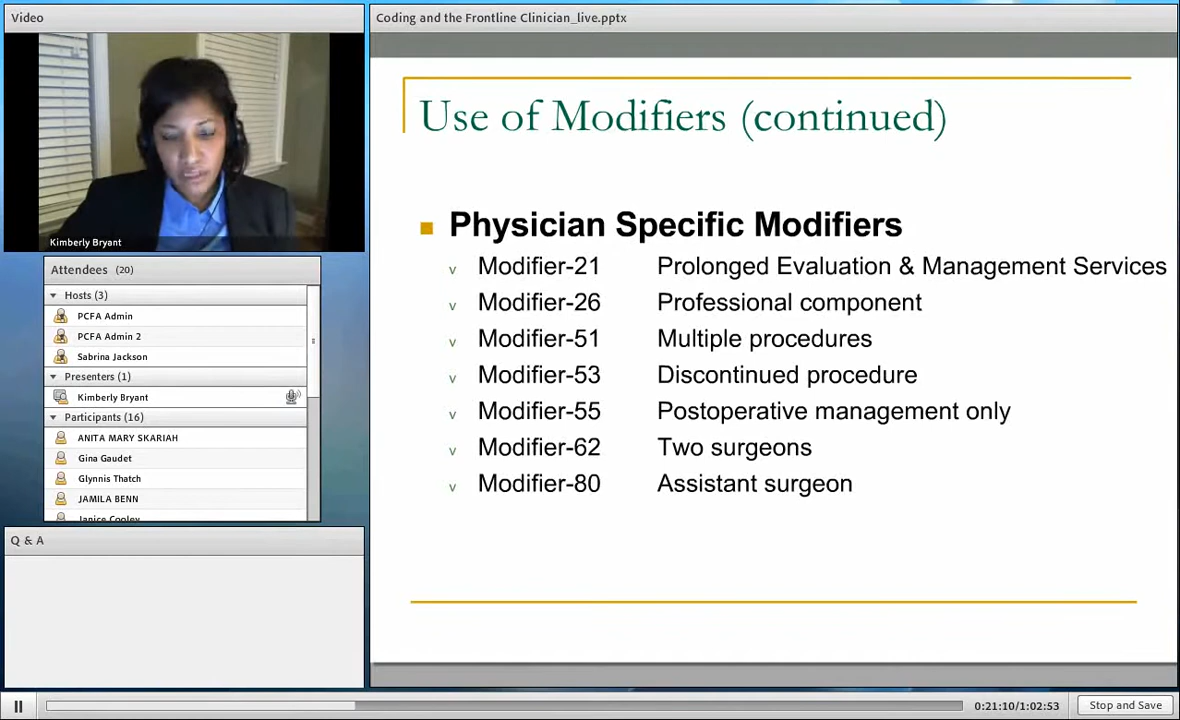 Video
Kimberly Bryant
Attendees (20)
Hosts (3)
PCFA Admin
PCFA Admin 2
Sabrina Jackson
Presenters (1)
Kimberly Bryant
Participants (16)
ANITA MARY SKARIAH
Gina Gaudet
Glynnis Thatch
JAMILA BENN
Janice Cooley
Q & A
Coding and the Frontline Clinician_live.pptx
Use of Modifiers (continued)
Physician Specific Modifiers
v Modifier-21 Prolonged Evaluation & Management Services
v Modifier-26 Professional component
v Modifier-51 Multiple procedures
v Modifier-53 Discontinued procedure
v Modifier-55 Postoperative management only
v Modifier-62 Two surgeons
v Modifier-80 Assistant surgeon
0:21:10/1:02:53
Stop and Save